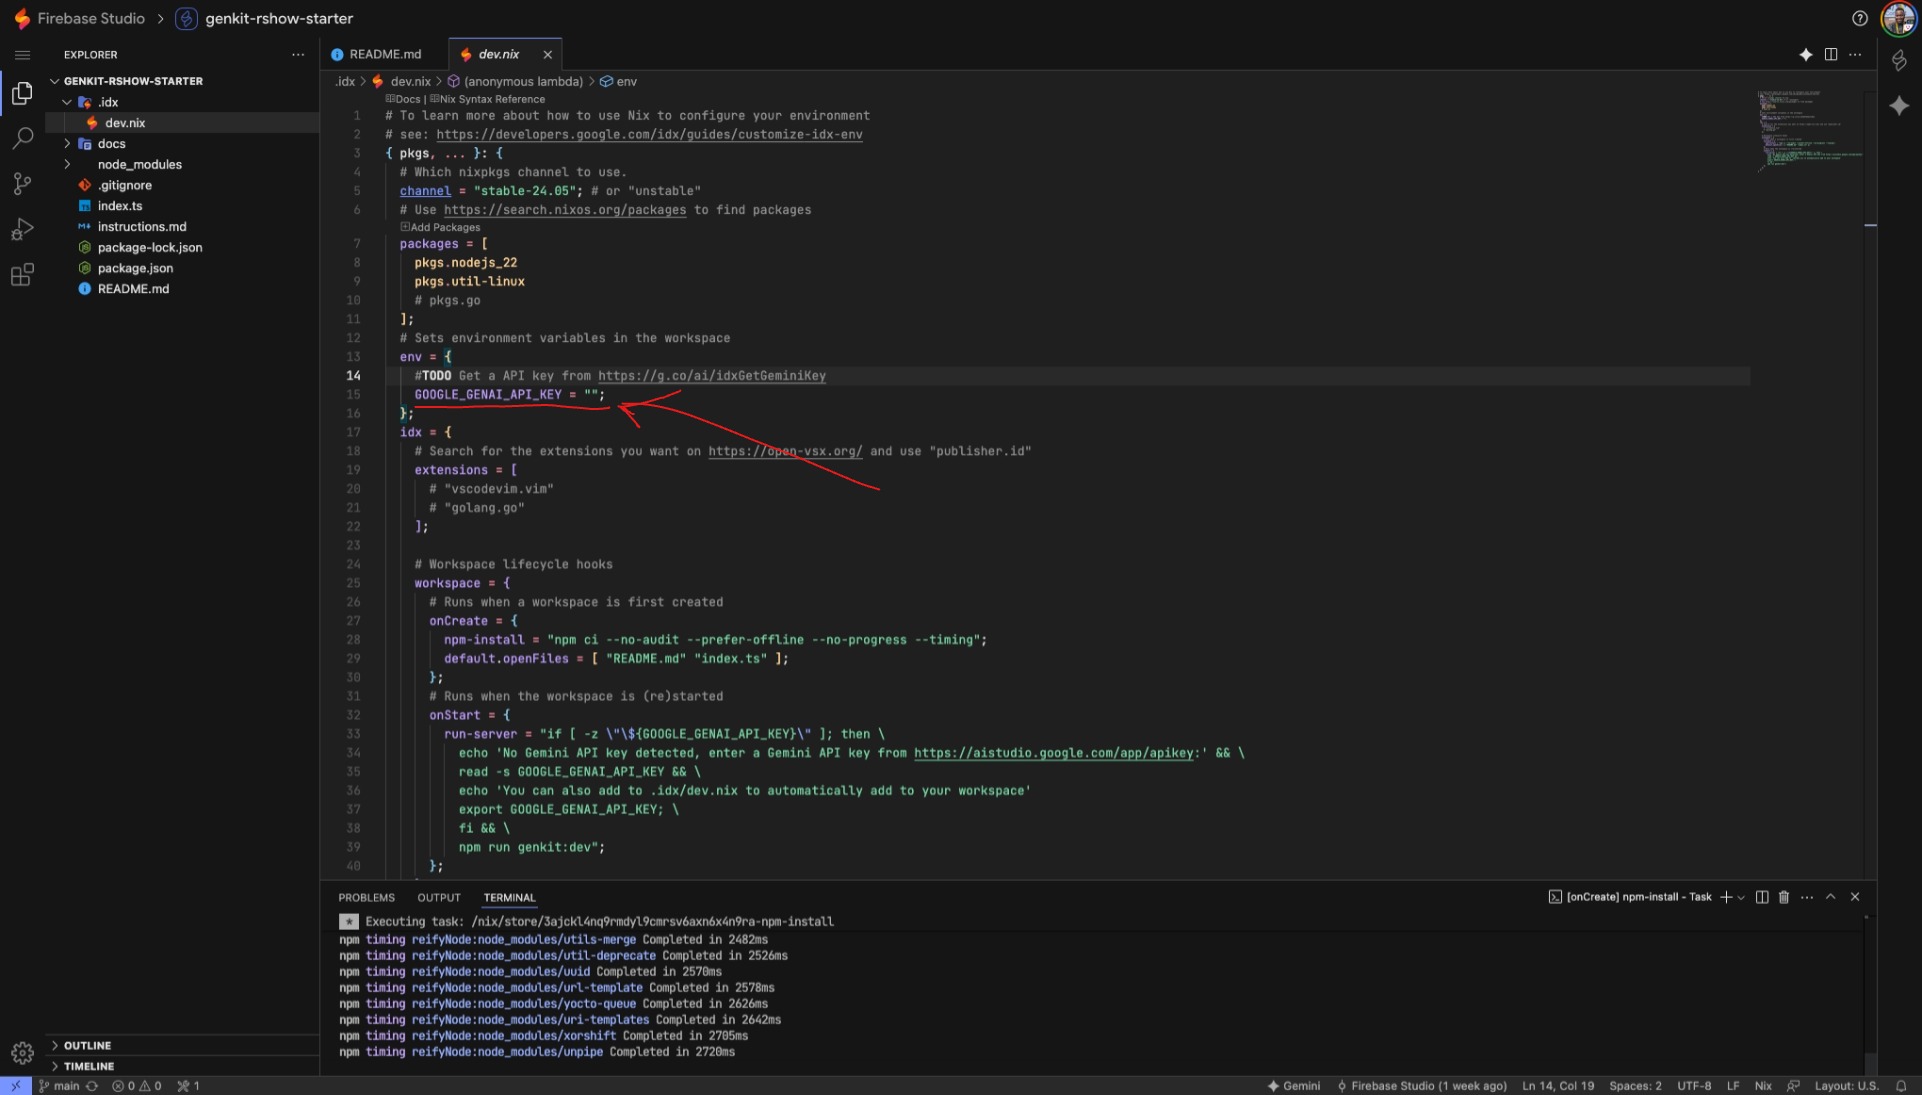 Firebase Studio > genkit-rshow-starter
EXPLORER
GENKIT-RSHOW-STARTER
.idx
dev.nix
docs
node_modules
.gitignore
index.ts
instructions.md
package-lock.json
package.json
README.md
OUTLINE
TIMELINE
README.md dev.nix
.idx > dev.nix > (anonymous lambda) > env
Docs | Nix Syntax Reference
1 # To learn more about how to use Nix to configure your environment
2 # see: https://developers.google.com/idx/guides/customize-idx-env
3 { pkgs, ... }: {
4 # Which nixpkgs channel to use.
5 channel = "stable-24.05"; # or "unstable"
6 # Use https://search.nixos.org/packages to find packages
Add Packages
7 packages = [
8 pkgs.nodejs_22
9 pkgs.util-linux
10 # pkgs.go
11 ];
12 # Sets environment variables in the workspace
13 env = {
14 #TODO Get a API key from https://g.co/ai/idxGetGeminiKey
15 GOOGLE_GENAI_API_KEY = "";
16 };
17 idx = {
18 # Search for the extensions you want on https://open-vsx.org/ and use "publisher.id"
19 extensions = [
20 # "vscodevim.vim"
21 # "golang.go"
22 ];
23
24 # Workspace lifecycle hooks
25 workspace = {
26 # Runs when a workspace is first created
27 onCreate = {
28 npm-install = "npm ci --no-audit --prefer-offline --no-progress --timing";
29 default.openFiles = [ "README.md" "index.ts" ];
30 };
31 # Runs when the workspace is (re)started
32 onStart = {
33 run-server = "if [ -z \"\${GOOGLE_GENAI_API_KEY}\" ]; then \
34 echo 'No Gemini API key detected, enter a Gemini API key from https://aistudio.google.com/app/apikey:' && \
35 read -s GOOGLE_GENAI_API_KEY && \
36 echo 'You can also add to .idx/dev.nix to automatically add to your workspace'
37 export GOOGLE_GENAI_API_KEY; \
38 fi && \
39 npm run genkit:dev";
40 };
PROBLEMS OUTPUT TERMINAL
[onCreate] npm-install - Task
* Executing task: /nix/store/3ajckl4nq9rmdyl9cmrsv6axn6x4n9ra-npm-install
npm timing reifyNode:node_modules/utils-merge Completed in 2482ms
npm timing reifyNode:node_modules/util-deprecate Completed in 2526ms
npm timing reifyNode:node_modules/uuid Completed in 2570ms
npm timing reifyNode:node_modules/url-template Completed in 2578ms
npm timing reifyNode:node_modules/yocto-queue Completed in 2626ms
npm timing reifyNode:node_modules/uri-templates Completed in 2642ms
npm timing reifyNode:node_modules/xorshift Completed in 2705ms
npm timing reifyNode:node_modules/unpipe Completed in 2720ms
main 0 0 1 Gemini Firebase Studio (1 week ago) Ln 14, Col 19 Spaces: 2 UTF-8 LF Nix Layout: U.S.